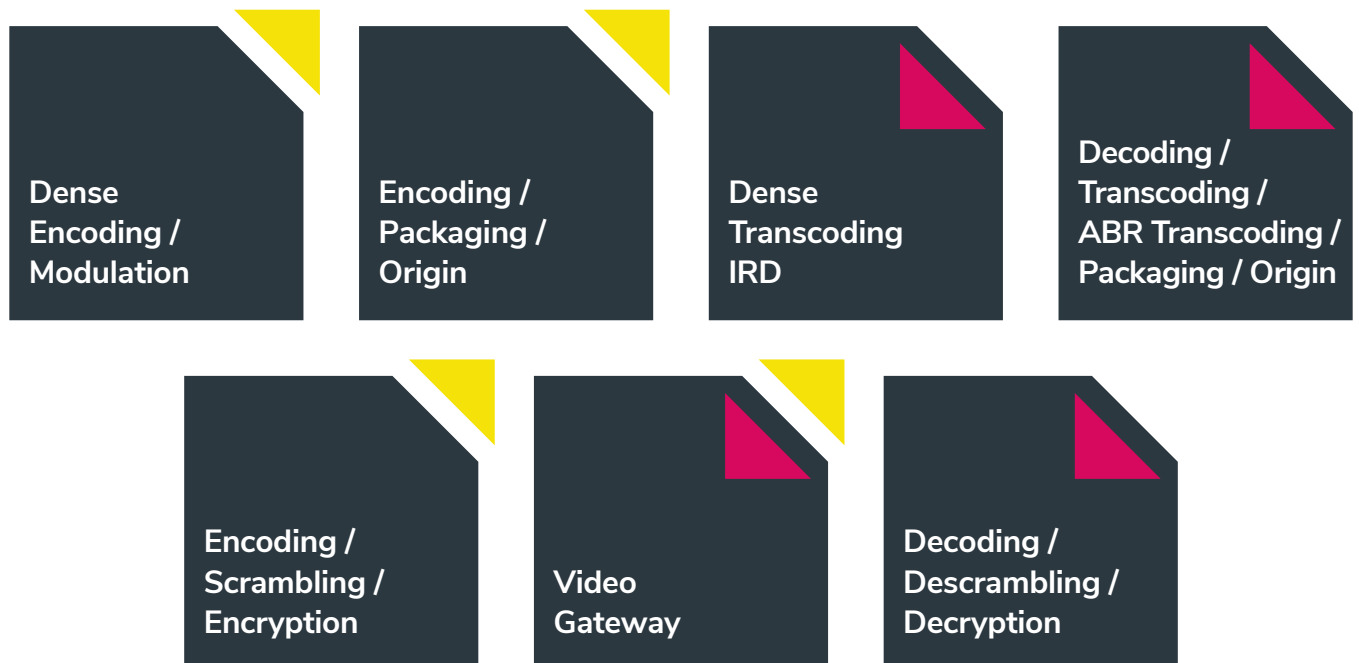 Dense
Encoding /
Modulation
Encoding /
Packaging /
Origin
Dense
Transcoding
IRD
Decoding /
Transcoding /
ABR Transcoding /
Packaging / Origin
Encoding /
Scrambling /
Encryption
Video
Gateway
Decoding /
Descrambling /
Decryption